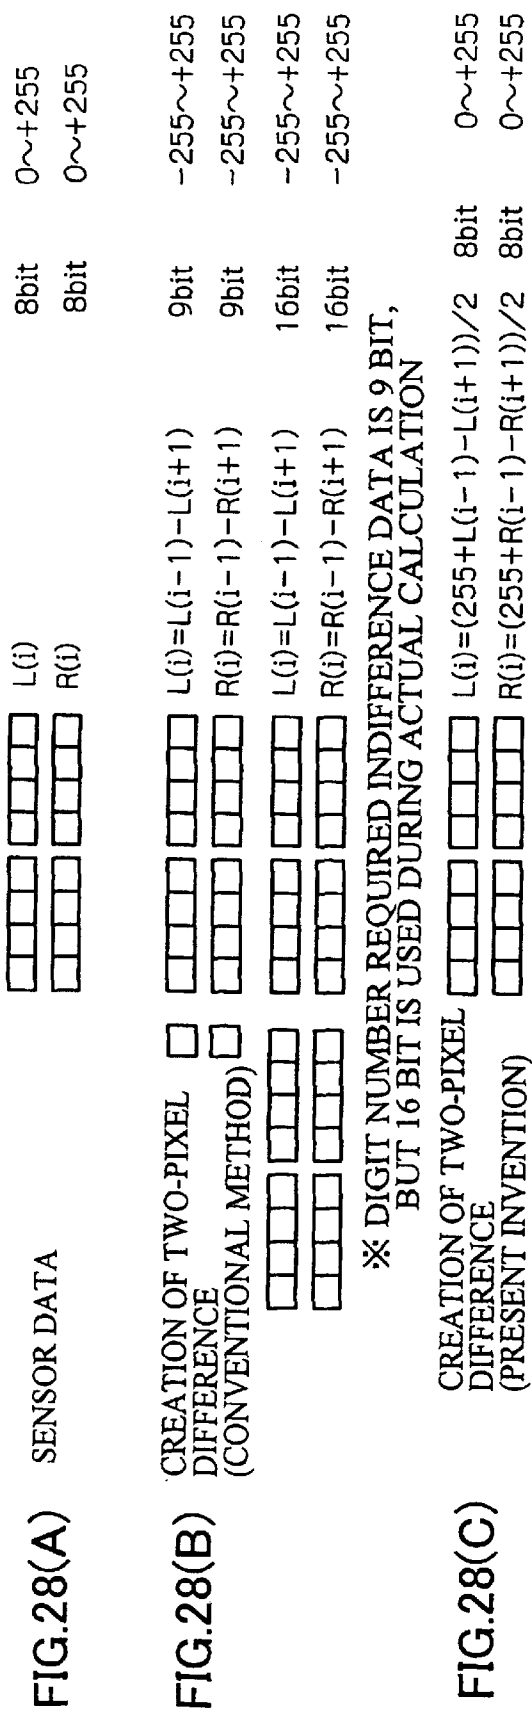 FIG.28(A) SENSOR DATA L(i) 8bit 0~+255
R(i) 8bit 0~+255
FIG.28(B) CREATION OF TWO-PIXEL L(i)=L(i-1)-L(i+1) 9bit -255~+255
DIFFERENCE R(i)=R(i-1)-R(i+1) 9bit -255~+255
(CONVENTIONAL METHOD)
L(i)=L(i-1)-L(i+1) 16bit -255~+255
R(i)=R(i-1)-R(i+1) 16bit -255~+255
※ DIGIT NUMBER REQUIRED INDIFFERENCE DATA IS 9 BIT,
BUT 16 BIT IS USED DURING ACTUAL CALCULATION
FIG.28(C) CREATION OF TWO-PIXEL L(i)=(255+L(i-1)-L(i+1))/2 8bit 0~+255
DIFFERENCE R(i)=(255+R(i-1)-R(i+1))/2 8bit 0~+255
(PRESENT INVENTION)